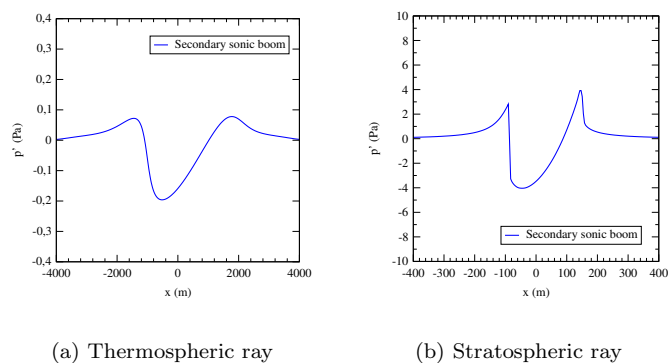 0,4
0,3
0,2
0,1
0
-0,1
-0,2
-0,3
-0,4
p' (Pa)
-4000 -2000 0 2000 4000
x (m)
Secondary sonic boom
10
8
6
4
2
0
-2
-4
-6
-8
-10
p' (Pa)
-400 -300 -200 -100 0 100 200 300 400
x (m)
Secondary sonic boom
(a) Thermospheric ray
(b) Stratospheric ray